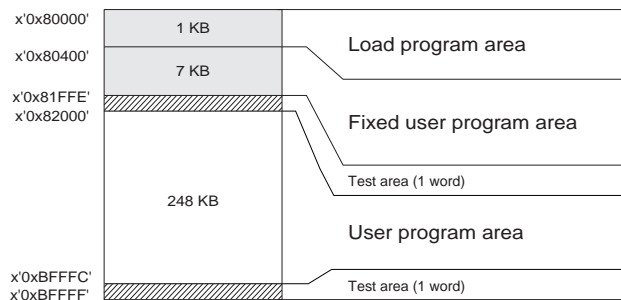 x'0x80000'
1 KB
Load program area
x'0x80400'
7 KB
x'0x81FFE'
Fixed user program area
x'0x82000'
Test area (1 word)
248 KB
User program area
x'0xBFFFC'
Test area (1 word)
x'0xBFFFF'